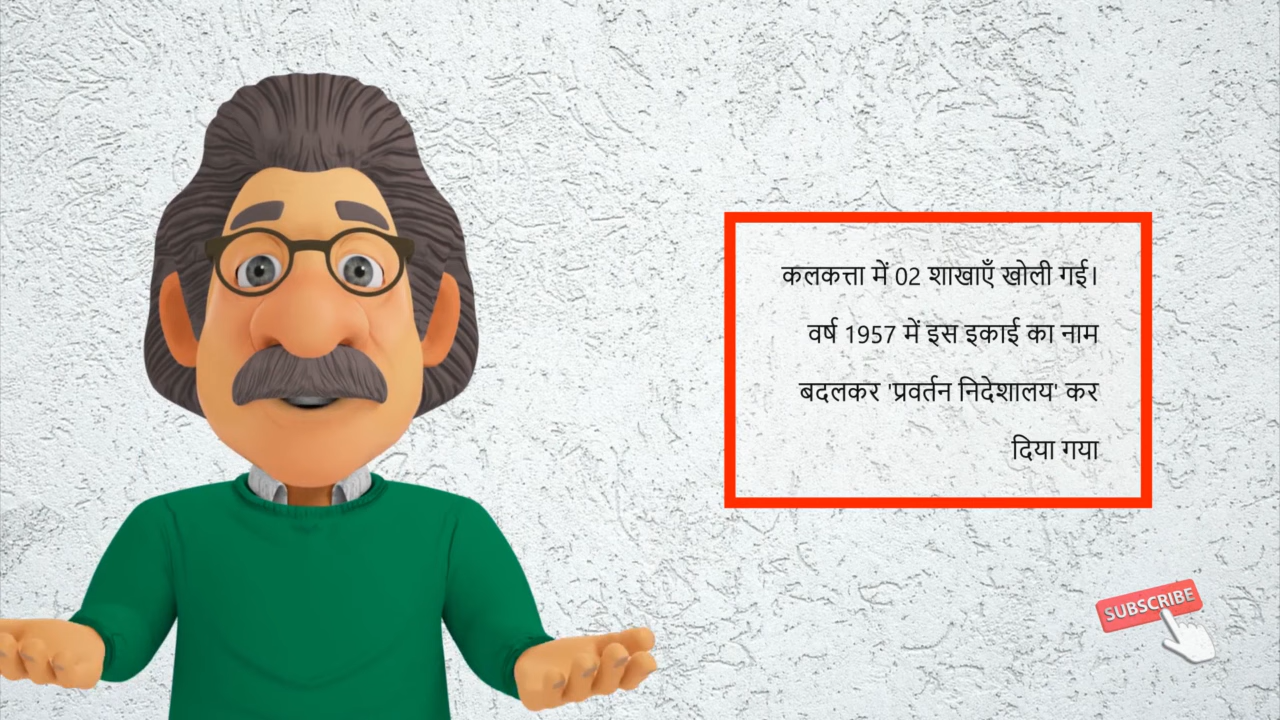 कलकत्ता में 02 शाखाएँ खोली गई।
वर्ष 1957 में इस इकाई का नाम
बदलकर 'प्रवर्तन निदेशालय' कर
दिया गया
SUBSCRIBE